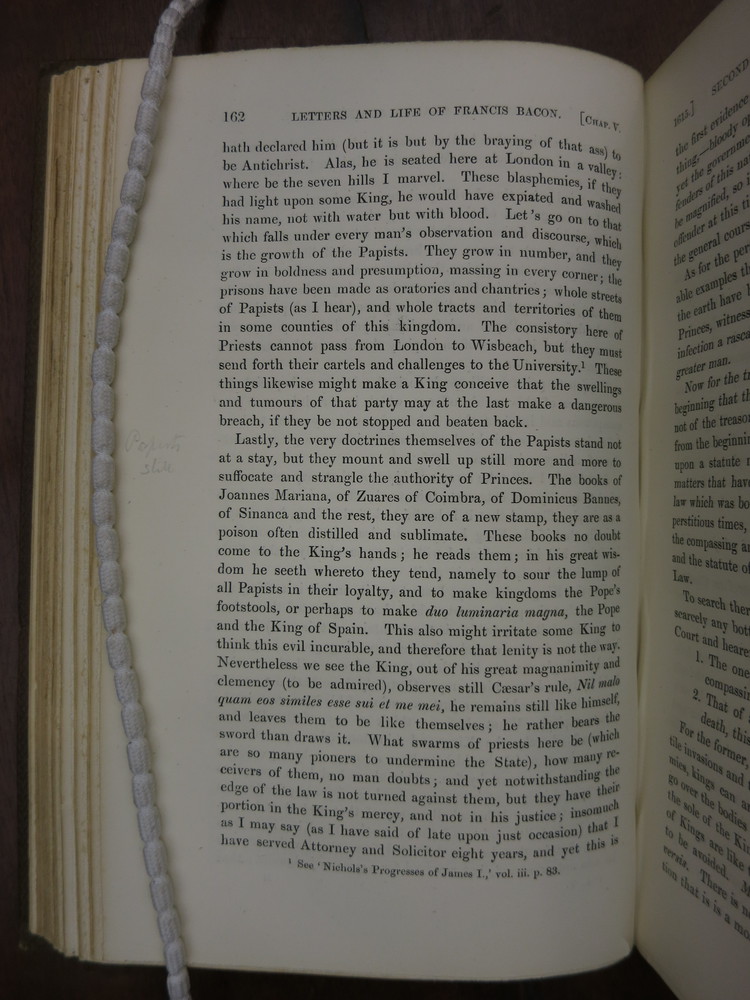 162 LETTERS AND LIFE OF FRANCIS BACON. [CHAP. V.
hath declared him (but it is but by the braying of that ass) to
be Antichrist. Alas, he is seated here at London in a valley:
where be the seven hills I marvel. These blasphemies, if they
had light upon some King, he would have expiated and washed
his name, not with water but with blood. Let's go on to that
which falls under every man's observation and discourse, which
is the growth of the Papists. They grow in number, and they
grow in boldness and presumption, massing in every corner; the
prisons have been made as oratories and chantries; whole streets
of Papists (as I hear), and whole tracts and territories of them
in some counties of this kingdom. The consistory here of
Priests cannot pass from London to Wisbeach, but they must
send forth their cartels and challenges to the University.¹ These
things likewise might make a King conceive that the swellings
and tumours of that party may at the last make a dangerous
breach, if they be not stopped and beaten back.
Lastly, the very doctrines themselves of the Papists stand not
at a stay, but they mount and swell up still more and more to
suffocate and strangle the authority of Princes. The books of
Joannes Mariana, of Zuares of Coimbra, of Dominicus Bannes,
of Sinanca and the rest, they are of a new stamp, they are as a
poison often distilled and sublimate. These books no doubt
come to the King's hands; he reads them; in his great wis-
dom he seeth whereto they tend, namely to sour the lump of
all Papists in their loyalty, and to make kingdoms the Pope's
footstools, or perhaps to make duo luminaria magna, the Pope
and the King of Spain. This also might irritate some King to
think this evil incurable, and therefore that lenity is not the way.
Nevertheless we see the King, out of his great magnanimity and
clemency (to be admired), observes still Cæsar's rule, Nil malo
quam eos similes esse sui et me mei, he remains still like himself,
and leaves them to be like themselves; he rather bears the
sword than draws it. What swarms of priests here be (which
are so many pioners to undermine the State), how many re-
ceivers of them, no man doubts; and yet notwithstanding the
edge of the law is not turned against them, but they have their
portion in the King's mercy, and not in his justice; insomuch
as I may say (as I have said of late upon just occasion) that I
have served Attorney and Solicitor eight years, and yet this is
¹ See 'Nichols's Progresses of James I.,' vol. iii. p. 83.
Papists
1615.] SECOND
the first evidence
thing;—bloody op
yet the governme
fenders of this na
be magnified, so i
offender at this ti
the general cours
As for the per
able examples th
the earth have
Princes, witness
infection a rasca
greater man.
Now for the tr
beginning that th
not of the treason
from the beginnin
upon a statute
matters that have
law which was bo
perstitious times,
the compassing an
and the statute of
Law.
To search ther
scarcely any bott
Court and heare
1. The one
compassin
2. That of
death, this
For the former,
tile invasions and
mies, kings can a
go over the bodies
the sole of the Kin
of Kings are like
to be avoided. M
versis. There is n
tion that is is a mo